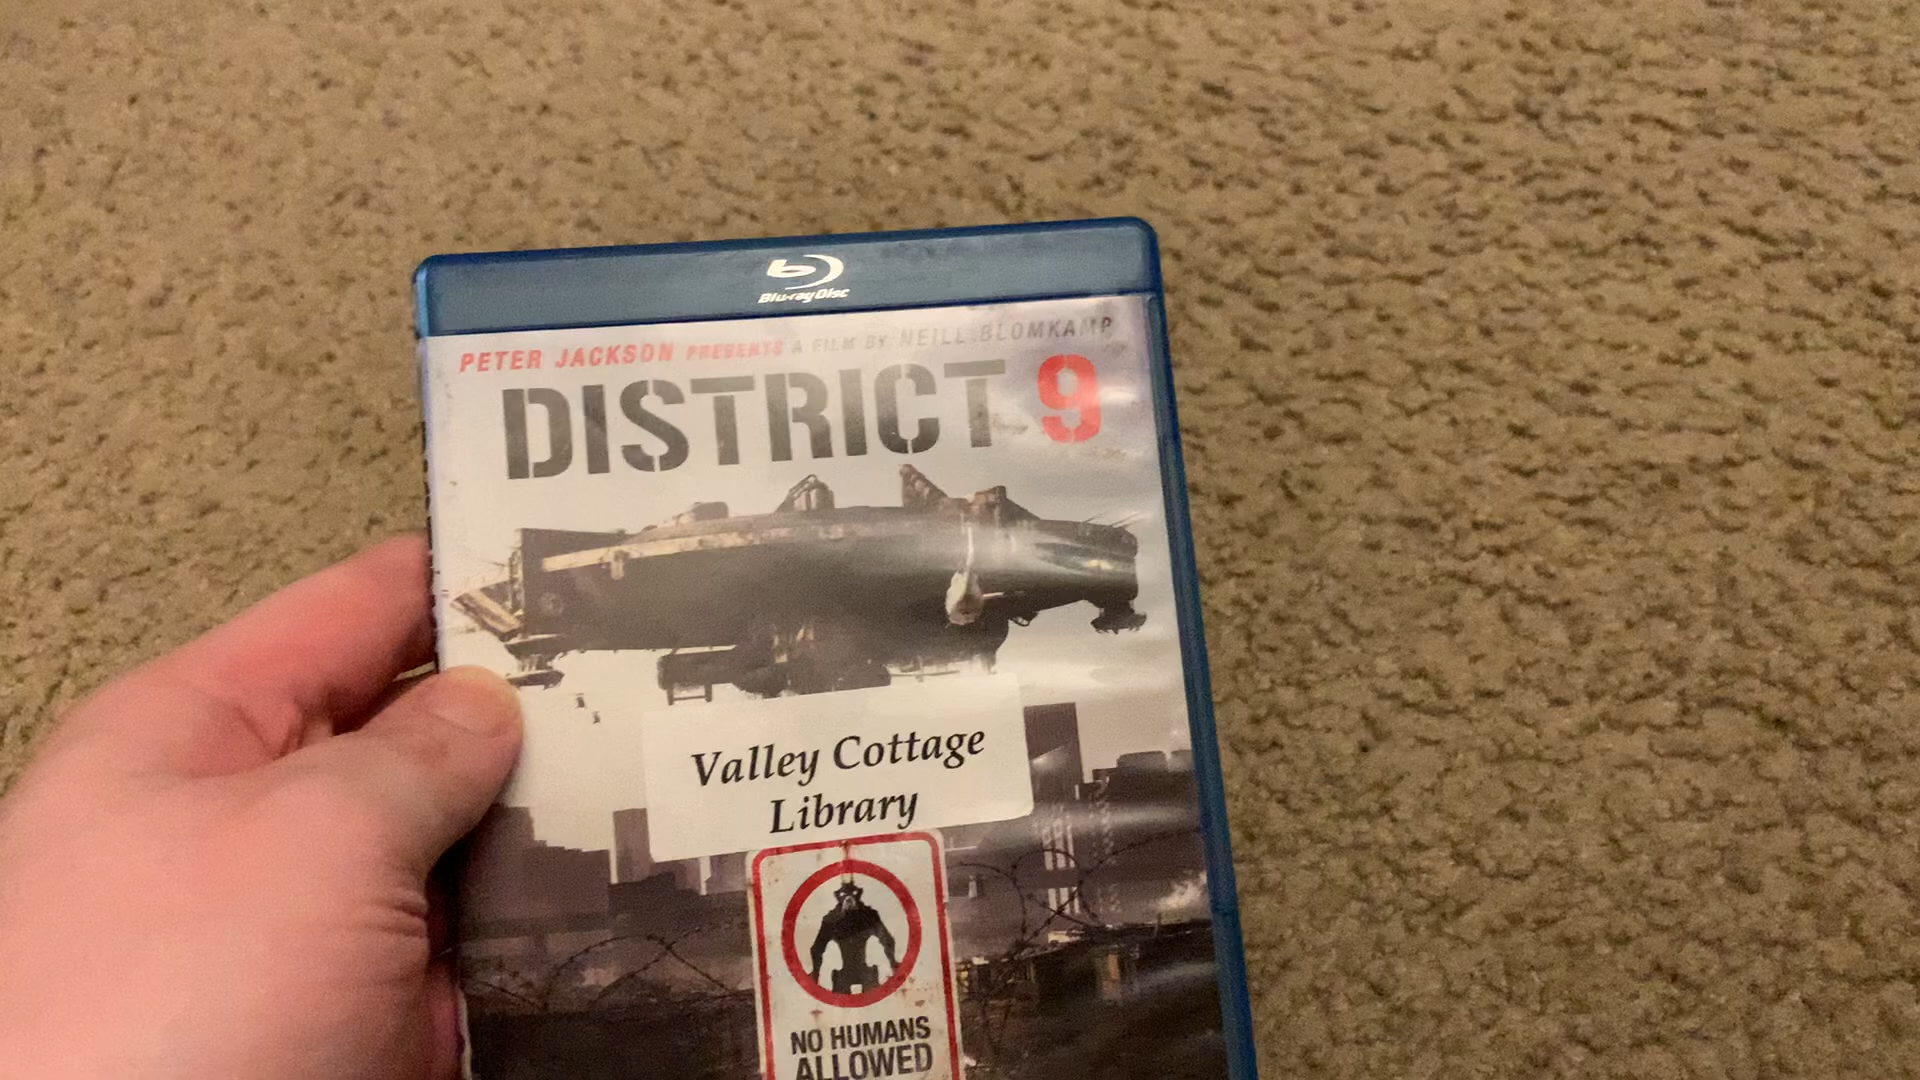 Blu-ray Disc
PETER JACKSON PRESENTS A FILM BY NEILL BLOMKAMP
DISTRICT 9
Valley Cottage
Library
NO HUMANS
ALLOWED